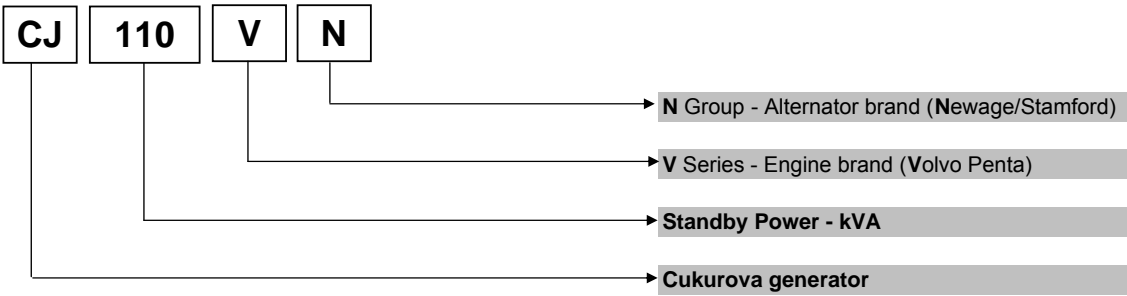 CJ 110 V N
N Group - Alternator brand (Newage/Stamford)
V Series - Engine brand (Volvo Penta)
Standby Power - kVA
Cukurova generator